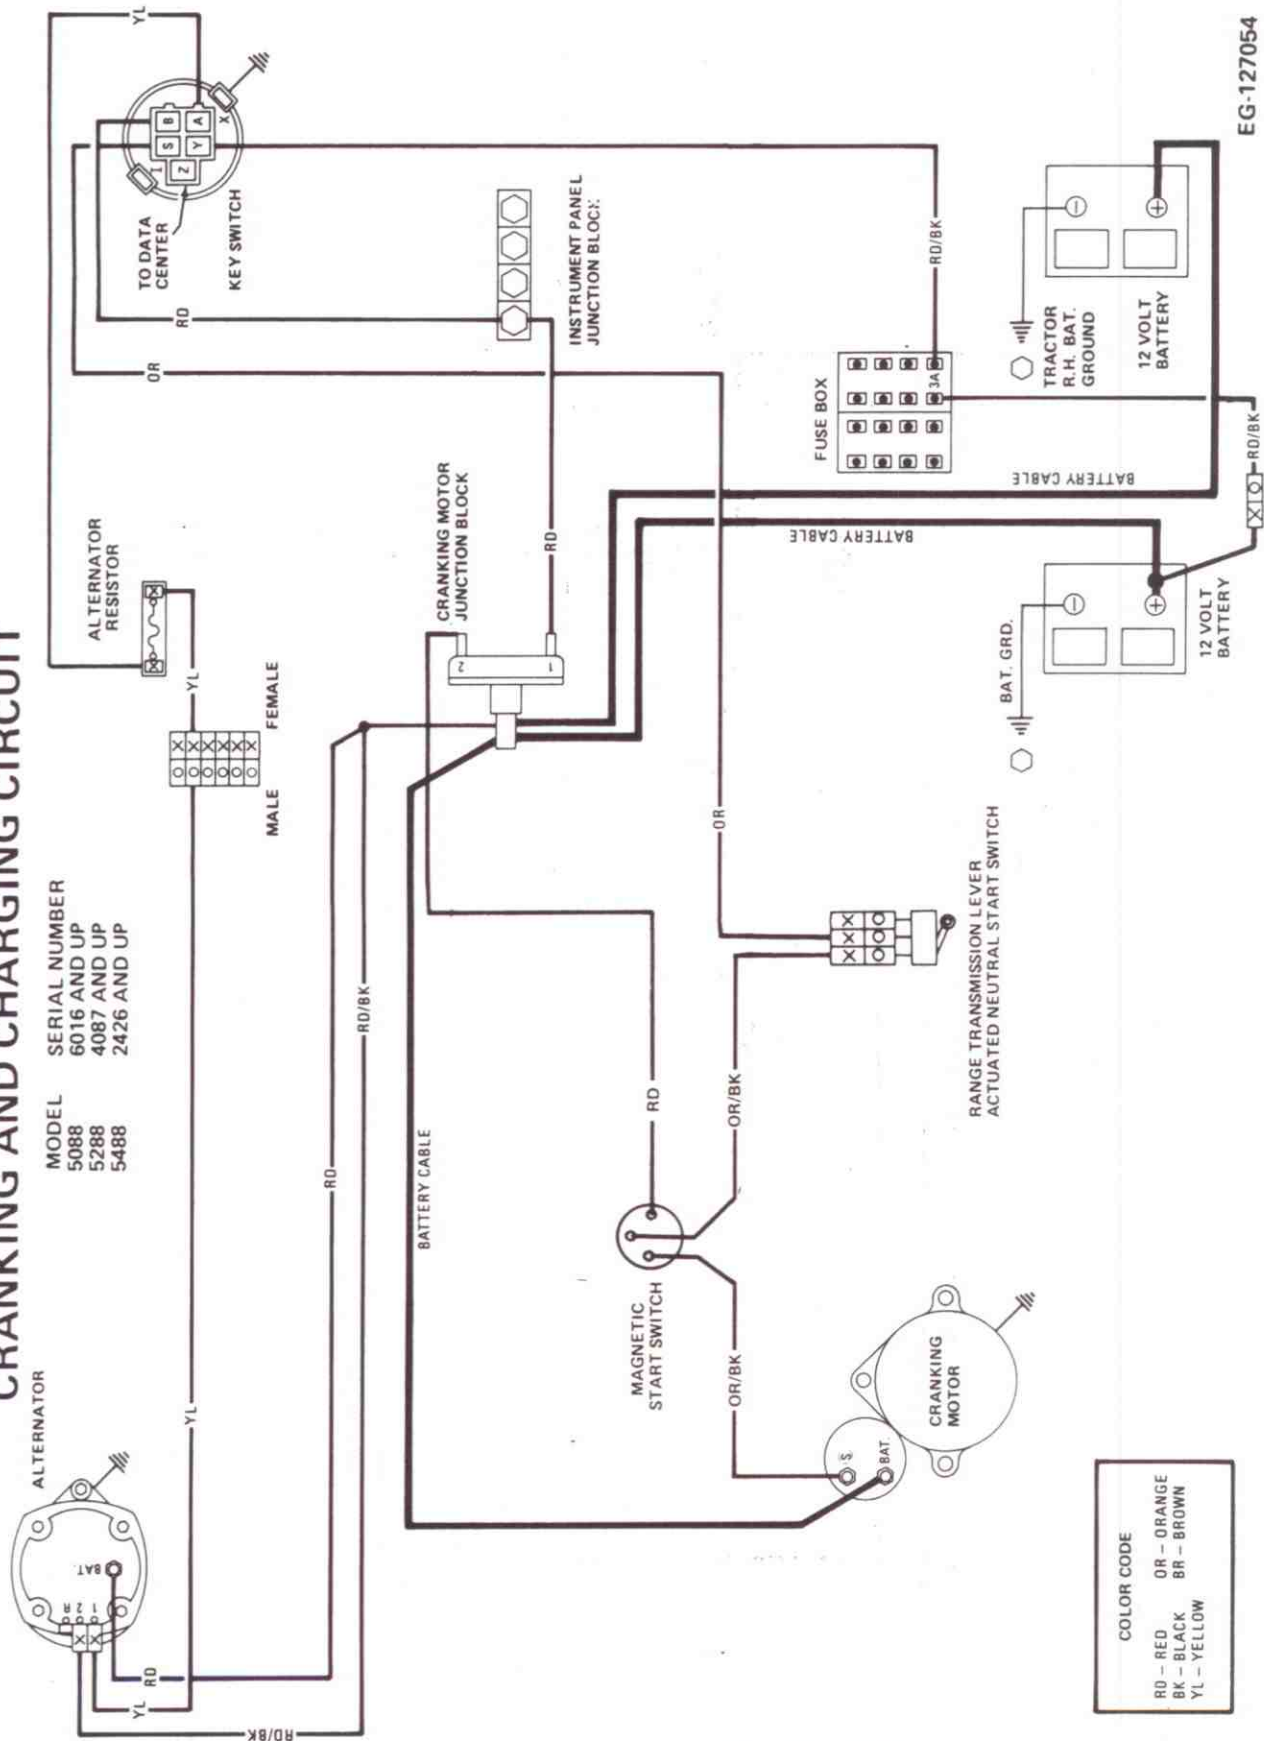 CRANKING AND CHARGING CIRCUIT
MODEL SERIAL NUMBER
5088 6016 AND UP
5288 4087 AND UP
5488 2426 AND UP
ALTERNATOR
BAT.
R
2
1
YL
RD
RD/BK
YL
RD
RD/BK
MALE
FEMALE
YL
ALTERNATOR
RESISTOR
YL
B
A
S
Y
Z
I
X
TO DATA
CENTER
KEY SWITCH
RD
OR
INSTRUMENT PANEL
JUNCTION BLOCK
CRANKING MOTOR
JUNCTION BLOCK
2
1
RD
BATTERY CABLE
RD
OR
OR/BK
MAGNETIC
START SWITCH
OR/BK
S.
BAT.
CRANKING
MOTOR
RANGE TRANSMISSION LEVER
ACTUATED NEUTRAL START SWITCH
FUSE BOX
3A
RD/BK
BATTERY CABLE
BATTERY CABLE
BAT. GRD.
12 VOLT
BATTERY
TRACTOR
R.H. BAT.
GROUND
12 VOLT
BATTERY
RD/BK
COLOR CODE
RD – RED OR – ORANGE
BK – BLACK BR – BROWN
YL – YELLOW
EG-127054